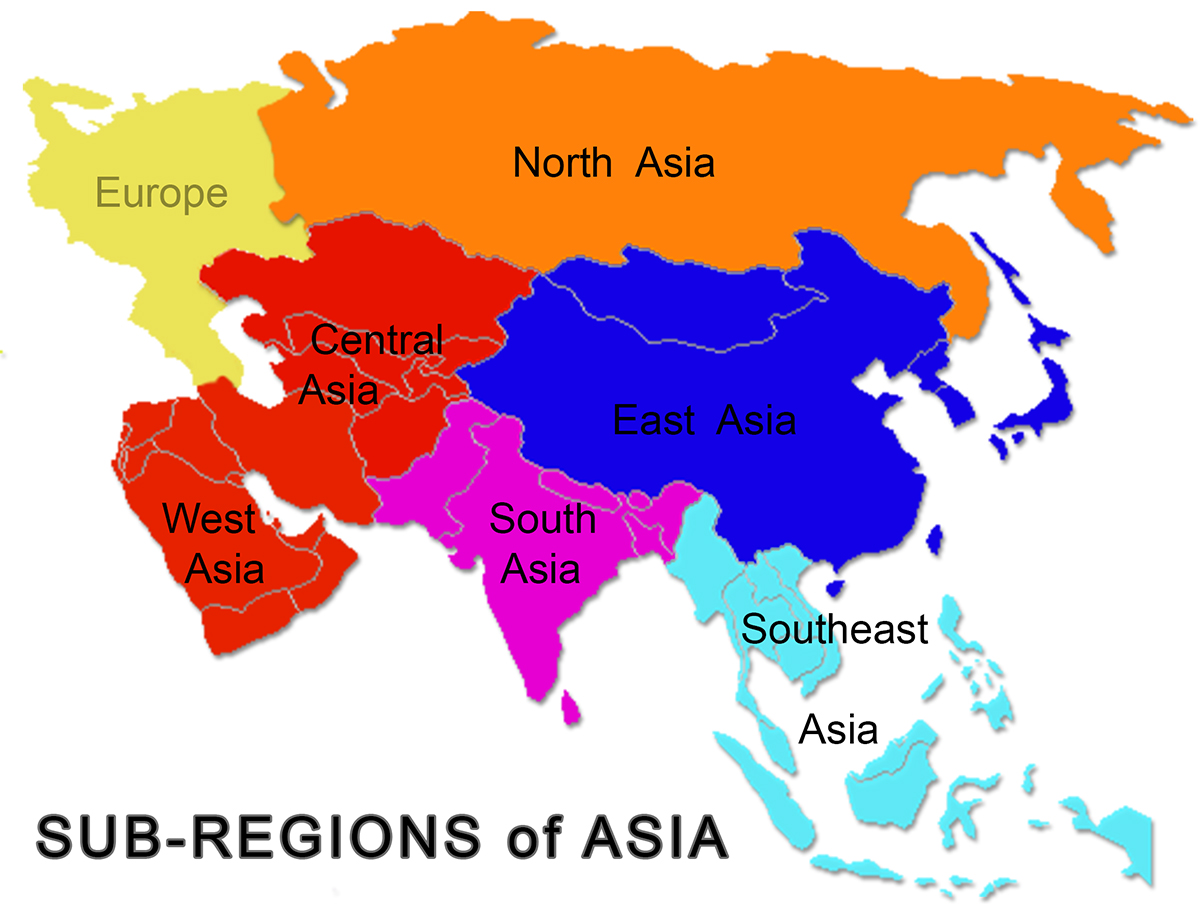 North Asia
Europe
Central
Asia
East Asia
West
Asia
South
Asia
Southeast
Asia
SUB-REGIONS of ASIA